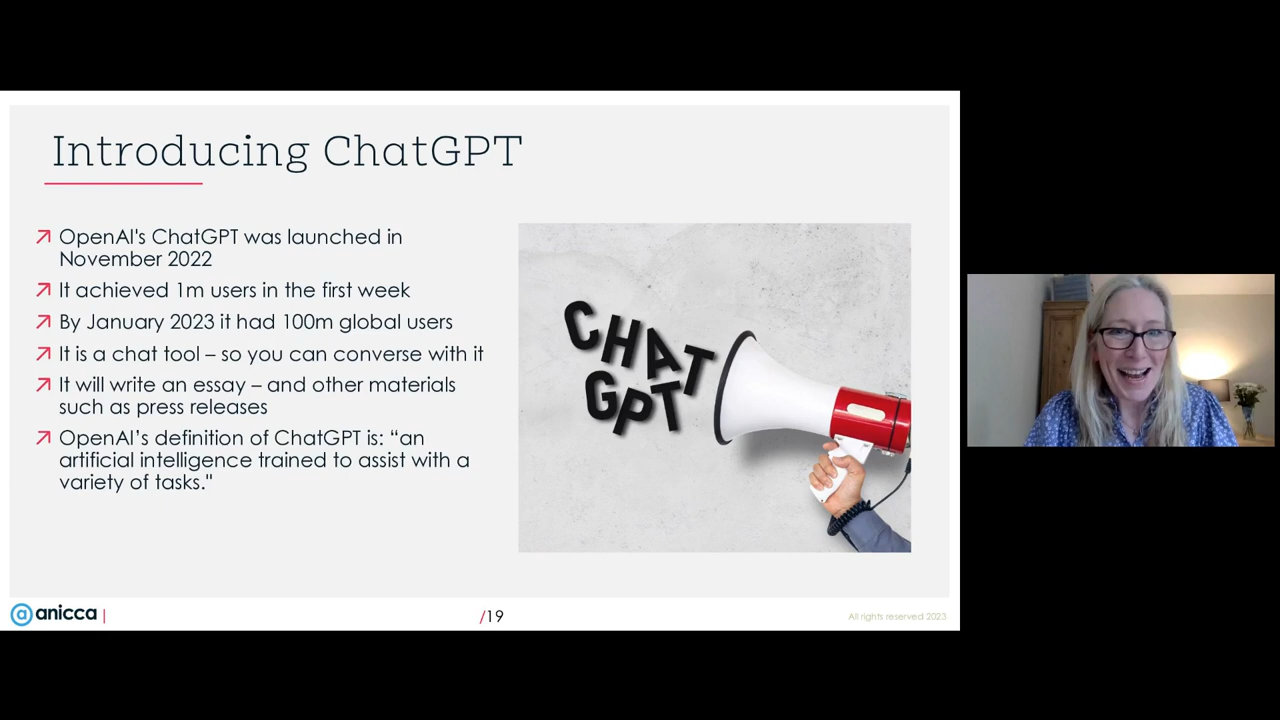 Introducing ChatGPT
OpenAI's ChatGPT was launched in
November 2022
It achieved 1m users in the first week
By January 2023 it had 100m global users
It is a chat tool – so you can converse with it
It will write an essay – and other materials
such as press releases
OpenAI’s definition of ChatGPT is: “an
artificial intelligence trained to assist with a
variety of tasks."
CHAT
GPT
@anicca |
/19
All rights reserved 2023